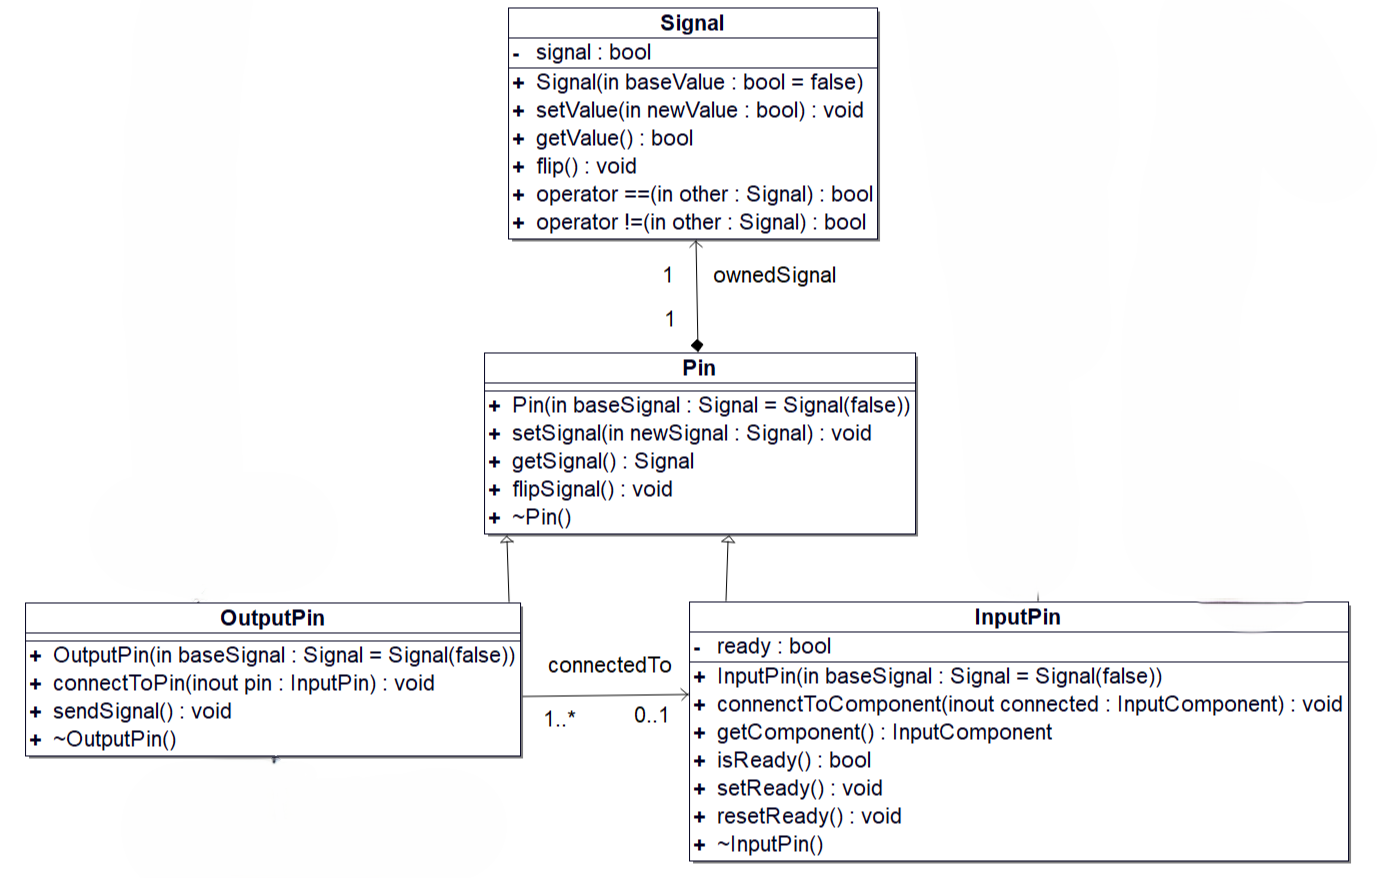 Signal
- signal : bool
+ Signal(in baseValue : bool = false)
+ setValue(in newValue : bool) : void
+ getValue() : bool
+ flip() : void
+ operator ==(in other : Signal) : bool
+ operator !=(in other : Signal) : bool
1 ownedSignal
1
Pin
+ Pin(in baseSignal : Signal = Signal(false))
+ setSignal(in newSignal : Signal) : void
+ getSignal() : Signal
+ flipSignal() : void
+ ~Pin()
OutputPin
+ OutputPin(in baseSignal : Signal = Signal(false))
+ connectToPin(inout pin : InputPin) : void
+ sendSignal() : void
+ ~OutputPin()
connectedTo
1..* 0..1
InputPin
- ready : bool
+ InputPin(in baseSignal : Signal = Signal(false))
+ connenctToComponent(inout connected : InputComponent) : void
+ getComponent() : InputComponent
+ isReady() : bool
+ setReady() : void
+ resetReady() : void
+ ~InputPin()